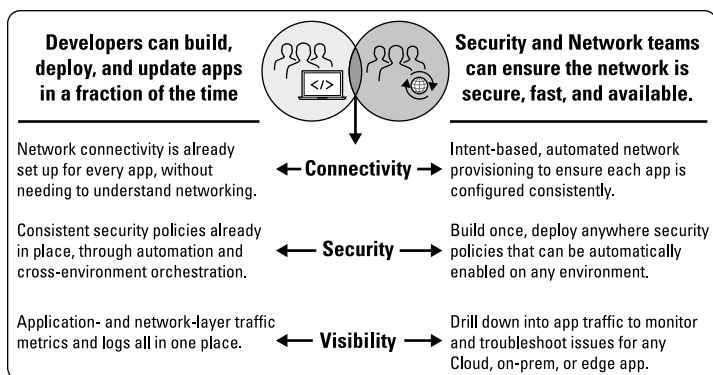 Developers can build,
deploy, and update apps
in a fraction of the time
</>
Security and Network teams
can ensure the network is
secure, fast, and available.
Network connectivity is already
set up for every app, without
needing to understand networking.
Connectivity
Intent-based, automated network
provisioning to ensure each app is
configured consistently.
Consistent security policies already
in place, through automation and
cross-environment orchestration.
Security
Build once, deploy anywhere security
policies that can be automatically
enabled on any environment.
Application- and network-layer traffic
metrics and logs all in one place.
Visibility
Drill down into app traffic to monitor
and troubleshoot issues for any
Cloud, on-prem, or edge app.